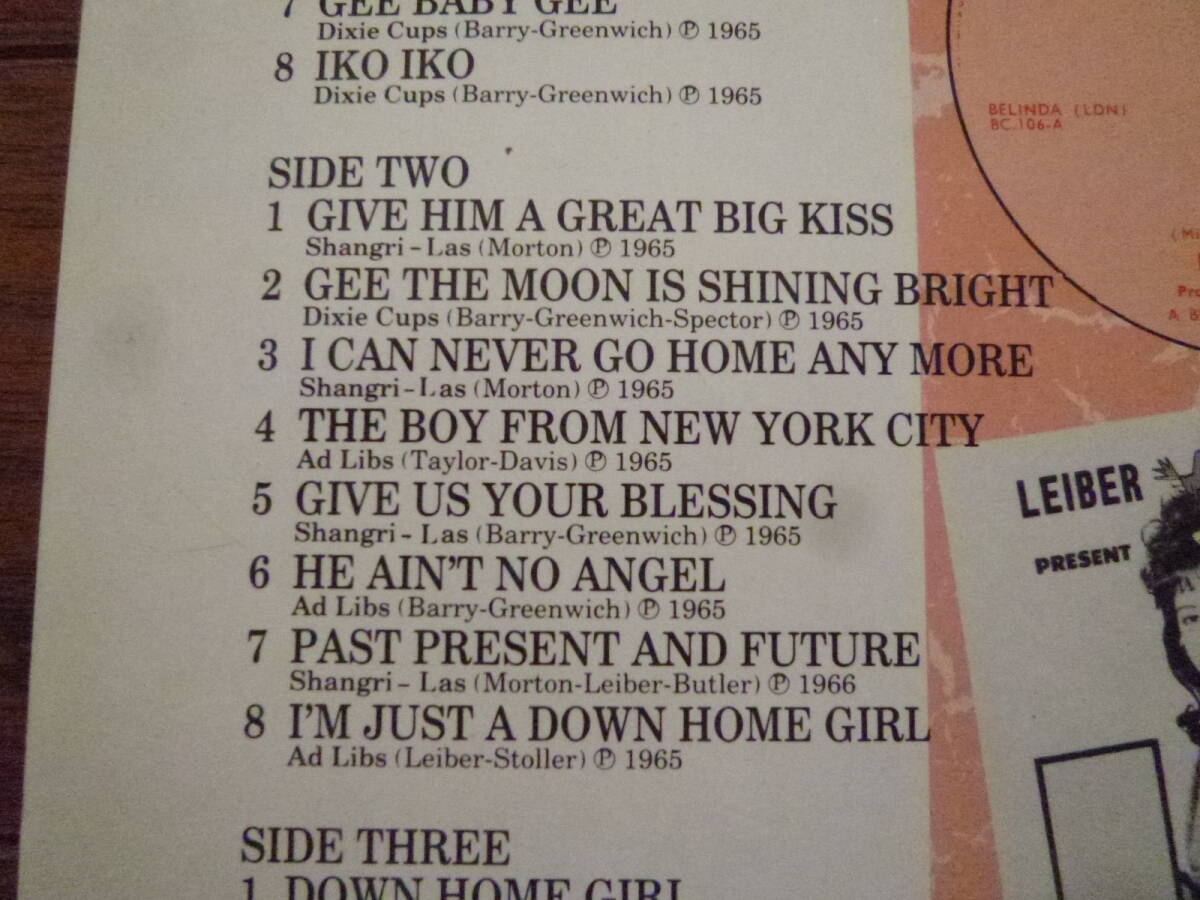 7 GEE BABY GEE
Dixie Cups (Barry-Greenwich) ℗ 1965
8 IKO IKO
Dixie Cups (Barry-Greenwich) ℗ 1965
SIDE TWO
1 GIVE HIM A GREAT BIG KISS
Shangri-Las (Morton) ℗ 1965
2 GEE THE MOON IS SHINING BRIGHT
Dixie Cups (Barry-Greenwich-Spector) ℗ 1965
3 I CAN NEVER GO HOME ANY MORE
Shangri-Las (Morton) ℗ 1965
4 THE BOY FROM NEW YORK CITY
Ad Libs (Taylor-Davis) ℗ 1965
5 GIVE US YOUR BLESSING
Shangri-Las (Barry-Greenwich) ℗ 1965
6 HE AIN'T NO ANGEL
Ad Libs (Barry-Greenwich) ℗ 1965
7 PAST PRESENT AND FUTURE
Shangri-Las (Morton-Leiber-Butler) ℗ 1966
8 I'M JUST A DOWN HOME GIRL
Ad Libs (Leiber-Stoller) ℗ 1965
SIDE THREE
1 DOWN HOME GIRL
BELINDA (LDN)
BC.106-A
LEIBER
PRESENT